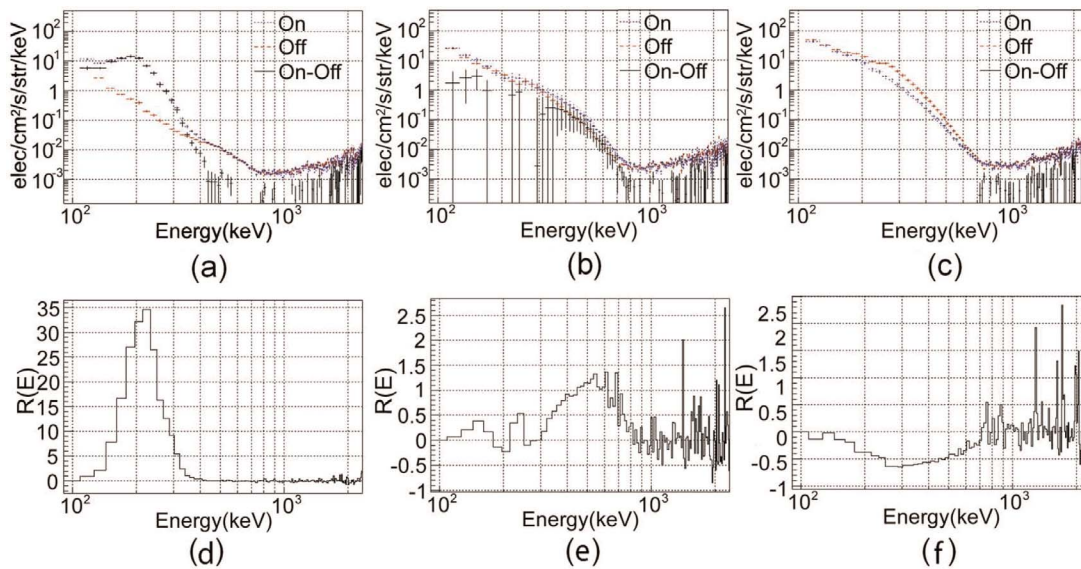 elec/cm²/s/str/keV
10²
10
1
10⁻¹
10⁻²
10⁻³
On
Off
On-Off
10² 10³
Energy(keV)
(a)
elec/cm²/s/str/keV
10²
10
1
10⁻¹
10⁻²
10⁻³
On
Off
On-Off
10² 10³
Energy(keV)
(b)
elec/cm²/s/str/keV
10²
10
1
10⁻¹
10⁻²
10⁻³
On
Off
On-Off
10² 10³
Energy(keV)
(c)
R(E)
35
30
25
20
15
10
5
0
10² 10³
Energy(keV)
(d)
R(E)
2.5
2
1.5
1
0.5
0
-0.5
-1
10² 10³
Energy(keV)
(e)
R(E)
2.5
2
1.5
1
0.5
0
-0.5
-1
10² 10³
Energy(keV)
(f)